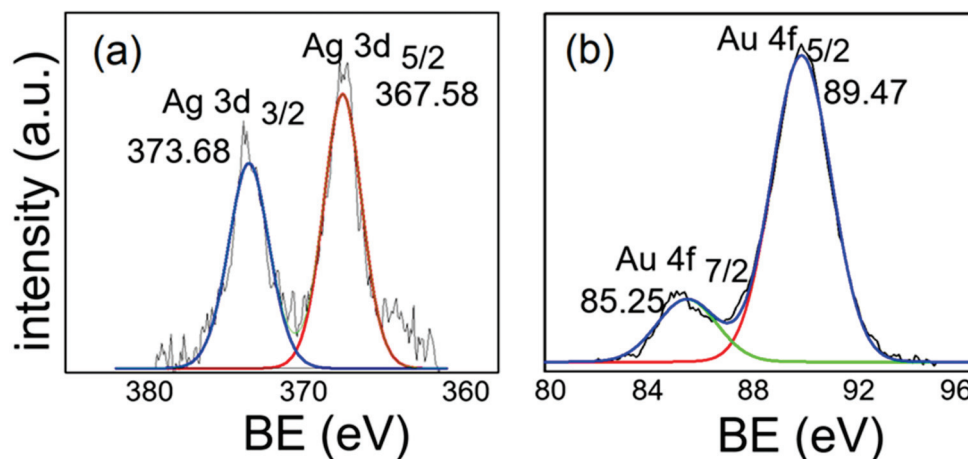 intensity (a.u.)
(a)
Ag 3d 5/2
367.58
Ag 3d 3/2
373.68
380 370 360
BE (eV)
(b)
Au 4f 5/2
89.47
Au 4f 7/2
85.25
80 84 88 92 96
BE (eV)